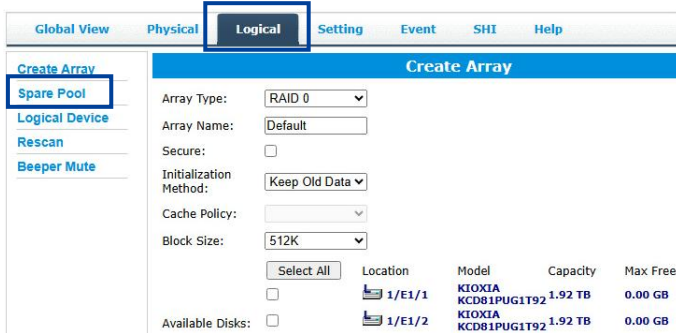 Global View Physical Logical Setting Event SHI Help
Create Array
Spare Pool
Logical Device
Rescan
Beeper Mute
Create Array
Array Type: RAID 0
Array Name: Default
Secure:
Initialization
Method: Keep Old Data
Cache Policy:
Block Size: 512K
Select All Location Model Capacity Max Free
1/E1/1 KIOXIA
KCD81PUG1T92 1.92 TB 0.00 GB
Available Disks: 1/E1/2 KIOXIA
KCD81PUG1T92 1.92 TB 0.00 GB